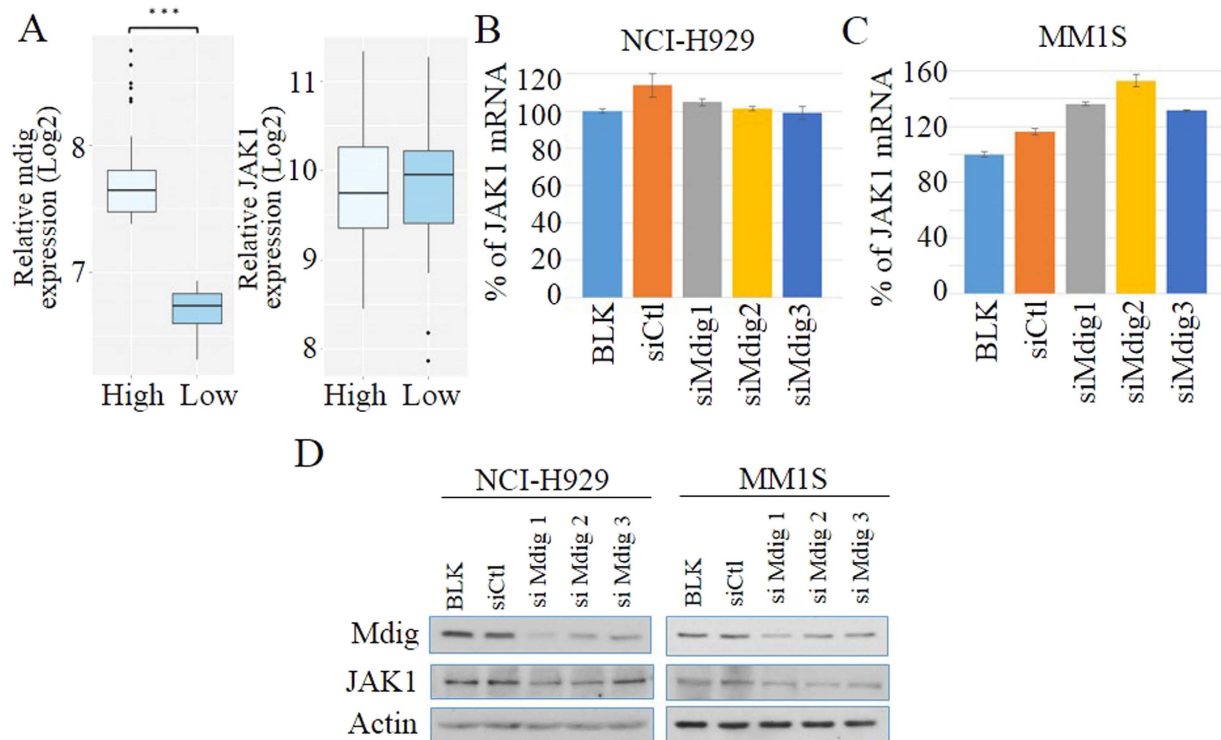 A
***
Relative mdig
expression (Log2)
8
7
High Low
Relative JAK1
expression (Log2)
11
10
9
8
High Low
B
NCI-H929
% of JAK1 mRNA
120
100
80
60
40
20
0
BLK
siCtl
siMdig1
siMdig2
siMdig3
C
MM1S
% of JAK1 mRNA
160
120
80
40
0
BLK
siCtl
siMdig1
siMdig2
siMdig3
D
NCI-H929
MM1S
BLK
siCtl
si Mdig 1
si Mdig 2
si Mdig 3
BLK
siCtl
si Mdig 1
si Mdig 2
si Mdig 3
Mdig
JAK1
Actin